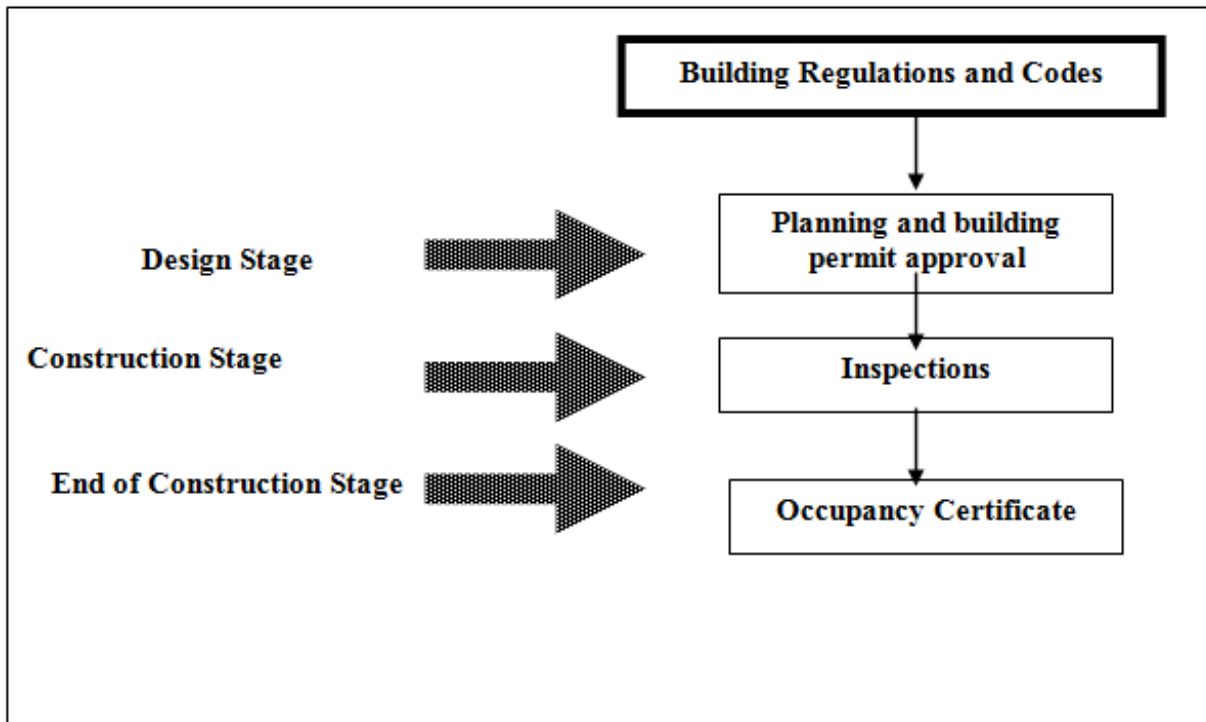 Building Regulations and Codes
Planning and building
permit approval
Design Stage
Construction Stage
Inspections
End of Construction Stage
Occupancy Certificate